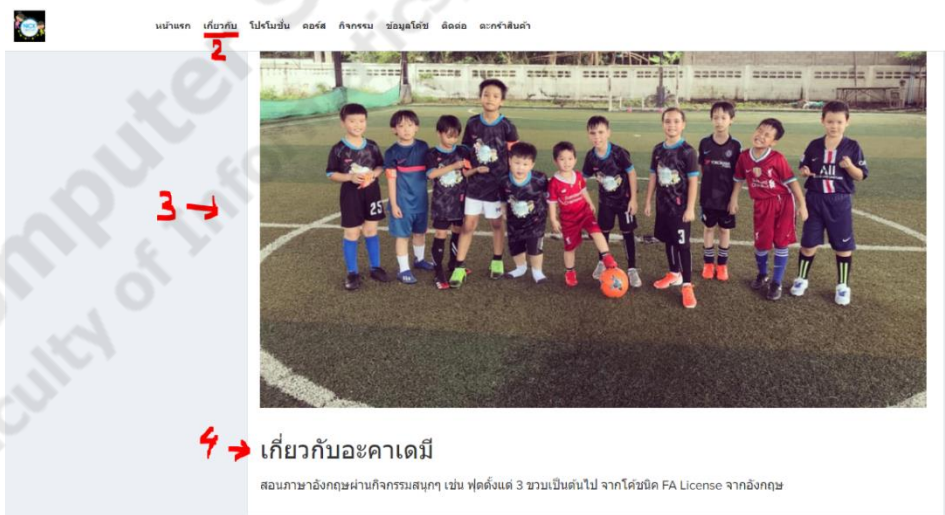 หน้าแรก เกี่ยวกับ โปรโมชั่น คอร์ส กิจกรรม ข้อมูลโค้ช ติดต่อ ตะกร้าสินค้า
2
3
25
3
4
เกี่ยวกับอะคาเดมี
สอนภาษาอังกฤษผ่านกิจกรรมสนุกๆ เช่น ฟุตตั้งแต่ 3 ขวบเป็นต้นไป จากโค้ชนิค FA License จากอังกฤษ